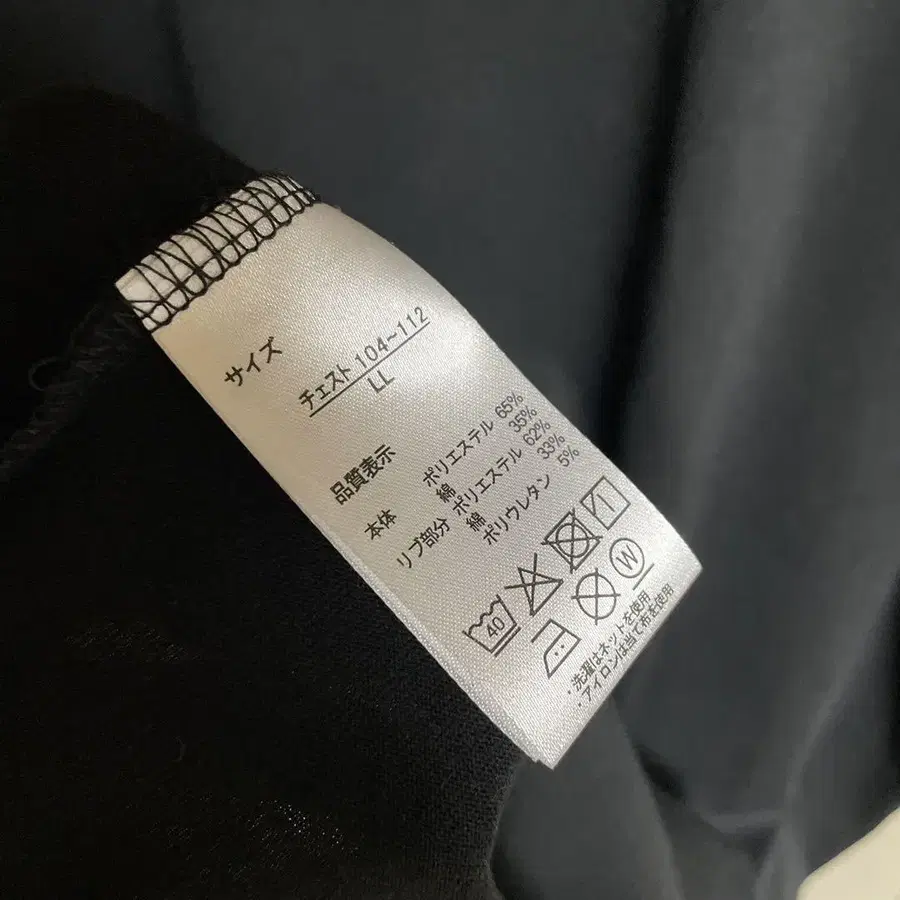 サイズ
チェスト 104~112
LL
品質表示
本体 ポリエステル 65%
綿 35%
リブ部分 ポリエステル 62%
綿 33%
ポリウレタン 5%
40
W
・洗濯はネットを使用
・アイロンは当て布を使用